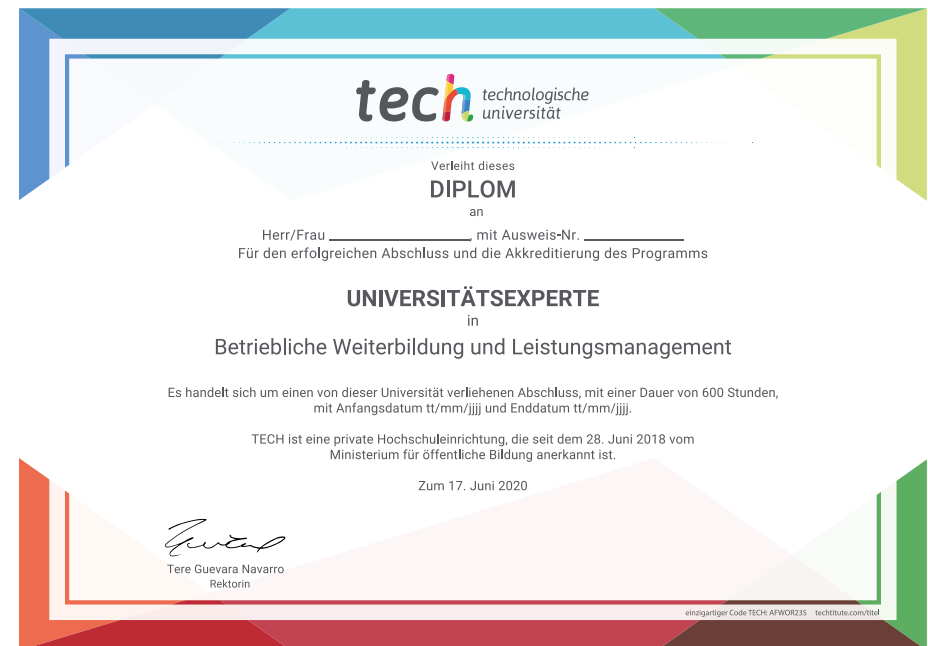 tech technologische
universität
Verleiht dieses
DIPLOM
an
Herr/Frau ____________, mit Ausweis-Nr. ____________
Für den erfolgreichen Abschluss und die Akkreditierung des Programms
UNIVERSITÄTSEXPERTE
in
Betriebliche Weiterbildung und Leistungsmanagement
Es handelt sich um einen von dieser Universität verliehenen Abschluss, mit einer Dauer von 600 Stunden,
mit Anfangsdatum tt/mm/jjjj und Enddatum tt/mm/jjjj.
TECH ist eine private Hochschuleinrichtung, die seit dem 28. Juni 2018 vom
Ministerium für öffentliche Bildung anerkannt ist.
Zum 17. Juni 2020
Tere Guevara Navarro
Rektorin
einzigartiger Code TECH: AFWOR23S techtitute.com/titel